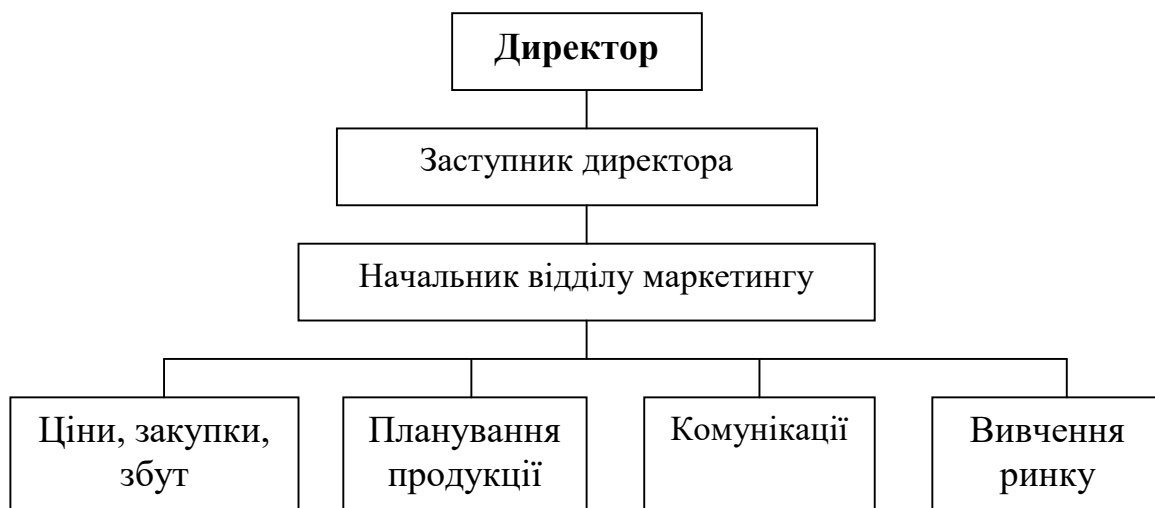 Директор
Заступник директора
Начальник відділу маркетингу
Ціни, закупки,
збут
Планування
продукції
Комунікації
Вивчення
ринку